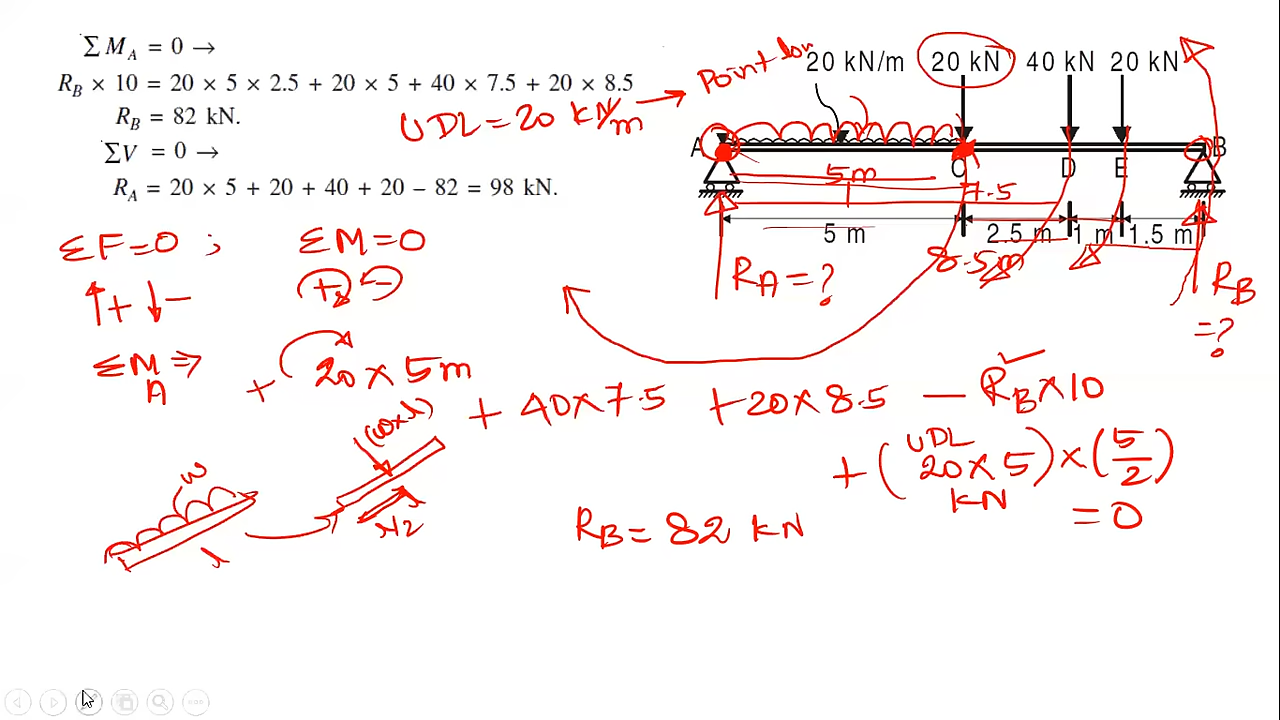 ΣM_A = 0 →
R_B × 10 = 20 × 5 × 2.5 + 20 × 5 + 40 × 7.5 + 20 × 8.5
R_B = 82 kN.
ΣV = 0 →
R_A = 20 × 5 + 20 + 40 + 20 − 82 = 98 kN.
UDL = 20 KN/m →
Point
20 kN/m 20 kN 40 kN 20 kN
A B
C D E
5m
7.5
5 m 2.5 m 1 m 1.5 m
8.5m
R_A = ?
R_B
= ?
ΣF = 0 ; ΣM = 0
↑+ ↓−
ΣM_A ⇒ + 20 × 5m
+ 40×7.5 + 20×8.5 − R_B×10
+ (20×5) × (5/2)
UDL
KN
= 0
w
l
(w×l)
l/2
l
R_B = 82 KN